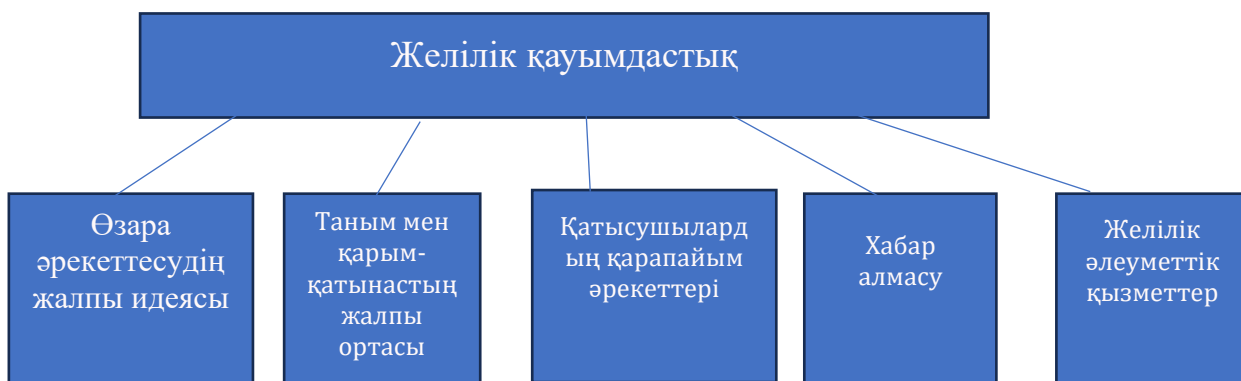 Желілік қауымдастық
Өзара
әрекеттесудің
жалпы идеясы
Таным мен
қарым-
қатынастың
жалпы
ортасы
Қатысушылард
ың қарапайым
әрекеттері
Хабар
алмасу
Желілік
әлеуметтік
қызметтер